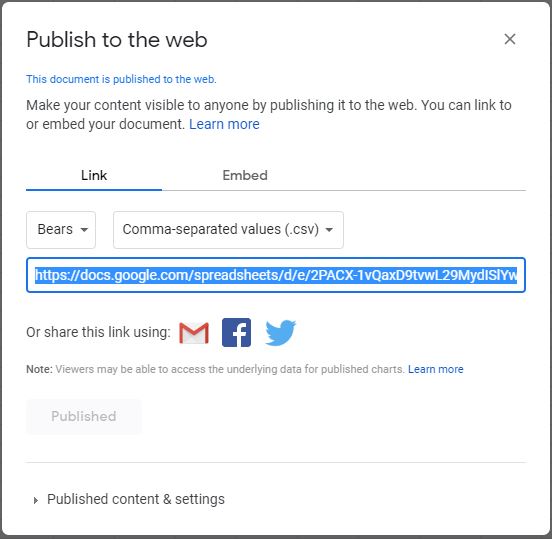 Publish to the web
This document is published to the web.
Make your content visible to anyone by publishing it to the web. You can link to
or embed your document. Learn more
Link Embed
Bears Comma-separated values (.csv)
https://docs.google.com/spreadsheets/d/e/2PACX-1vQaxD9tvwL29MydISlYw
Or share this link using:
Note: Viewers may be able to access the underlying data for published charts. Learn more
Published
Published content & settings